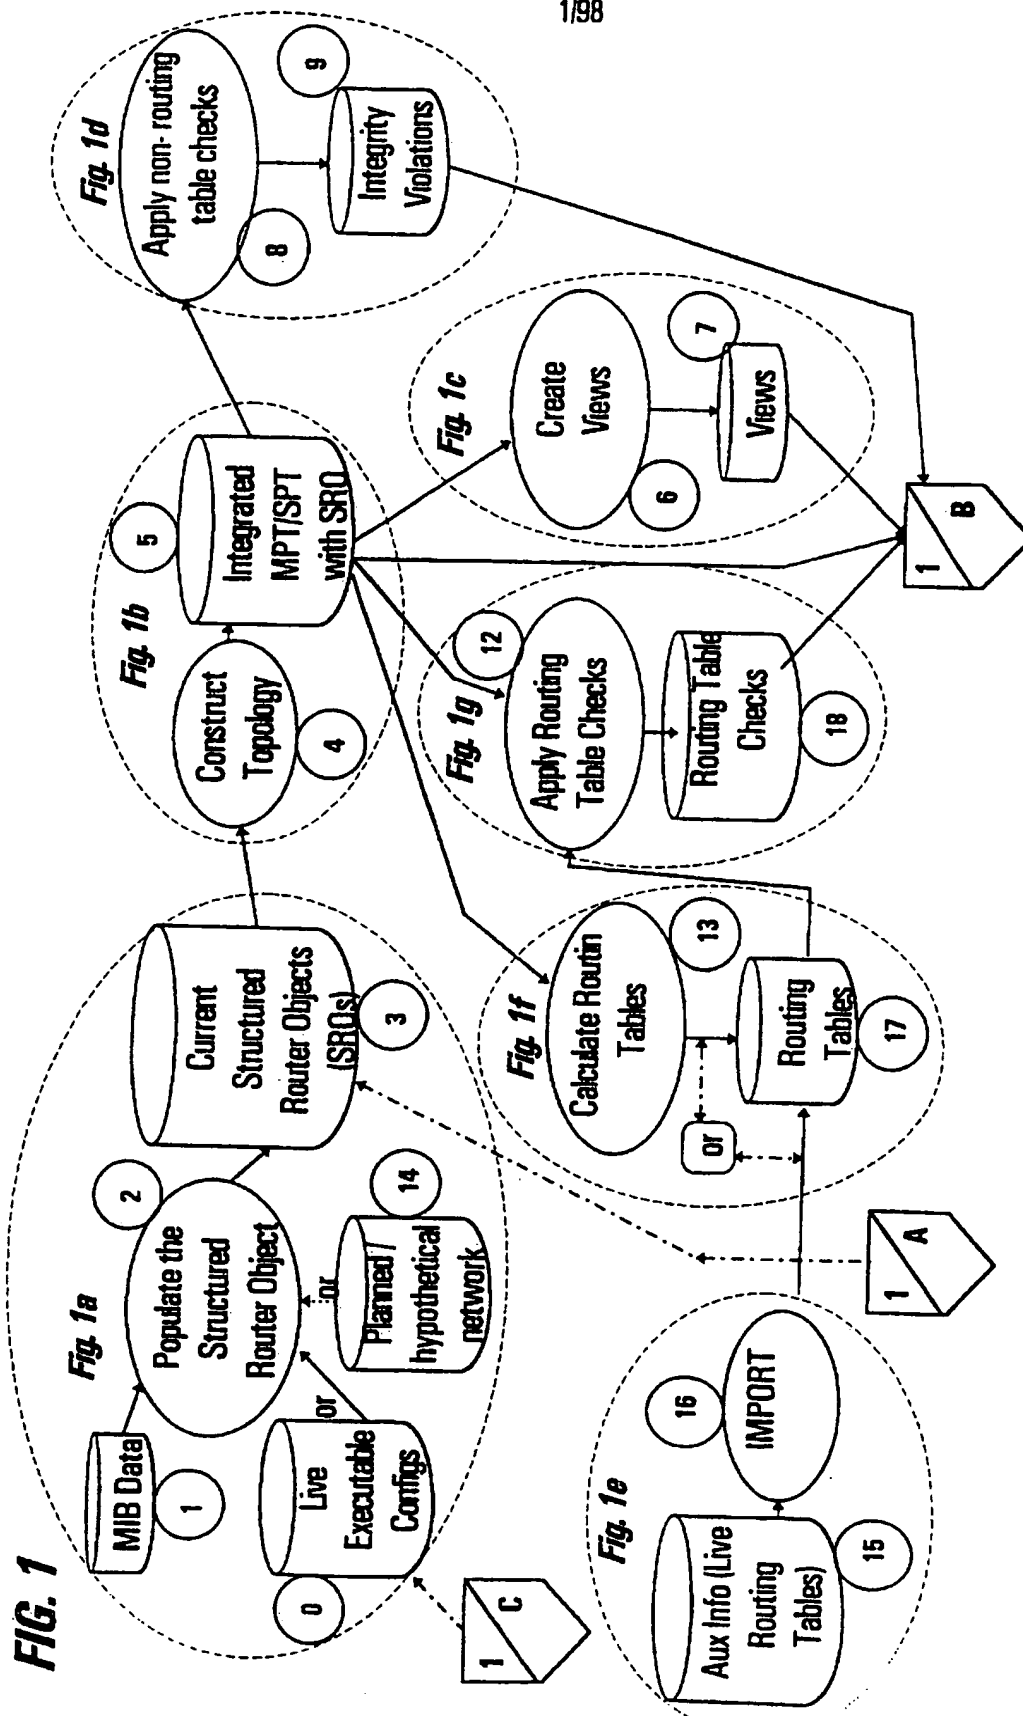 1/98
FIG. 1
Fig. 1a
MIB Data
1
Live
Executable
Configs
0
or
Populate the
Structured
Router Object
2
or
Planned /
hypothetical
network
14
Current
Structured
Router Objects
(SROs)
3
Fig. 1b
Construct
Topology
4
Integrated
MPT/SPT
with SRO
5
Fig. 1d
Apply non-routing
table checks
8
Integrity
Violations
9
1
C
Fig. 1e
Aux Info (Live
Routing
Tables)
15
IMPORT
16
1
A
Fig. 1f
Calculate Routin
Tables
13
or
Routing
Tables
17
Fig. 1g
Apply Routing
Table Checks
12
Routing Table
Checks
18
Fig. 1c
Create
Views
6
Views
7
1
B